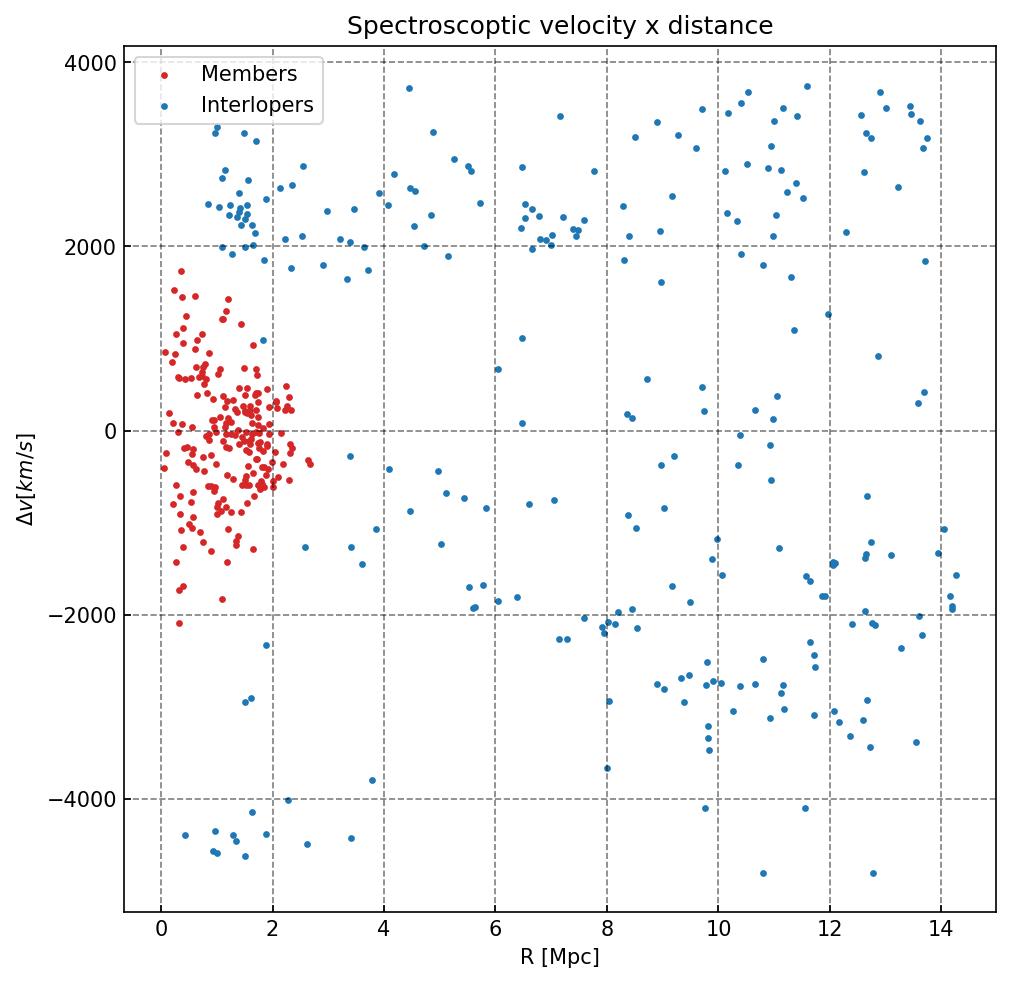 Spectroscoptic velocity x distance
Members
Interlopers
4000
2000
0
−2000
−4000
Δv[km/s]
0 2 4 6 8 10 12 14
R [Mpc]